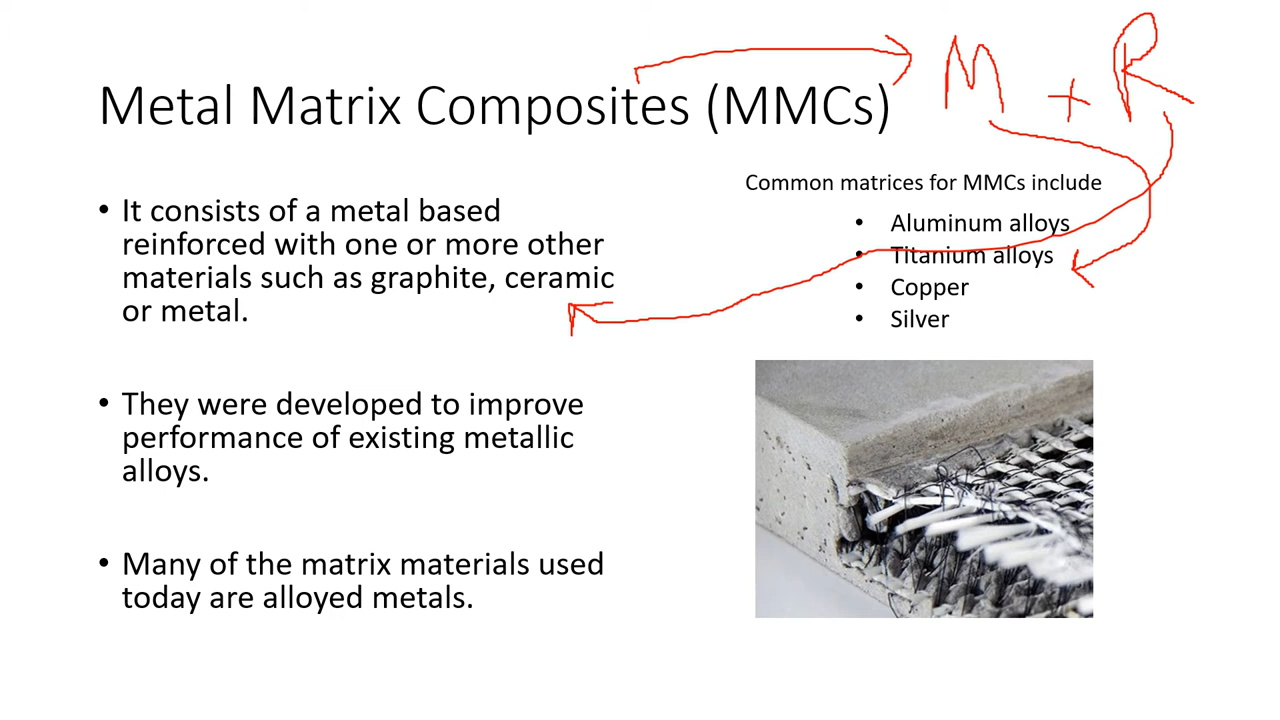 Metal Matrix Composites (MMCs)
M + R
• It consists of a metal based
reinforced with one or more other
materials such as graphite, ceramic
or metal.
• They were developed to improve
performance of existing metallic
alloys.
• Many of the matrix materials used
today are alloyed metals.
Common matrices for MMCs include
• Aluminum alloys
• Titanium alloys
• Copper
• Silver